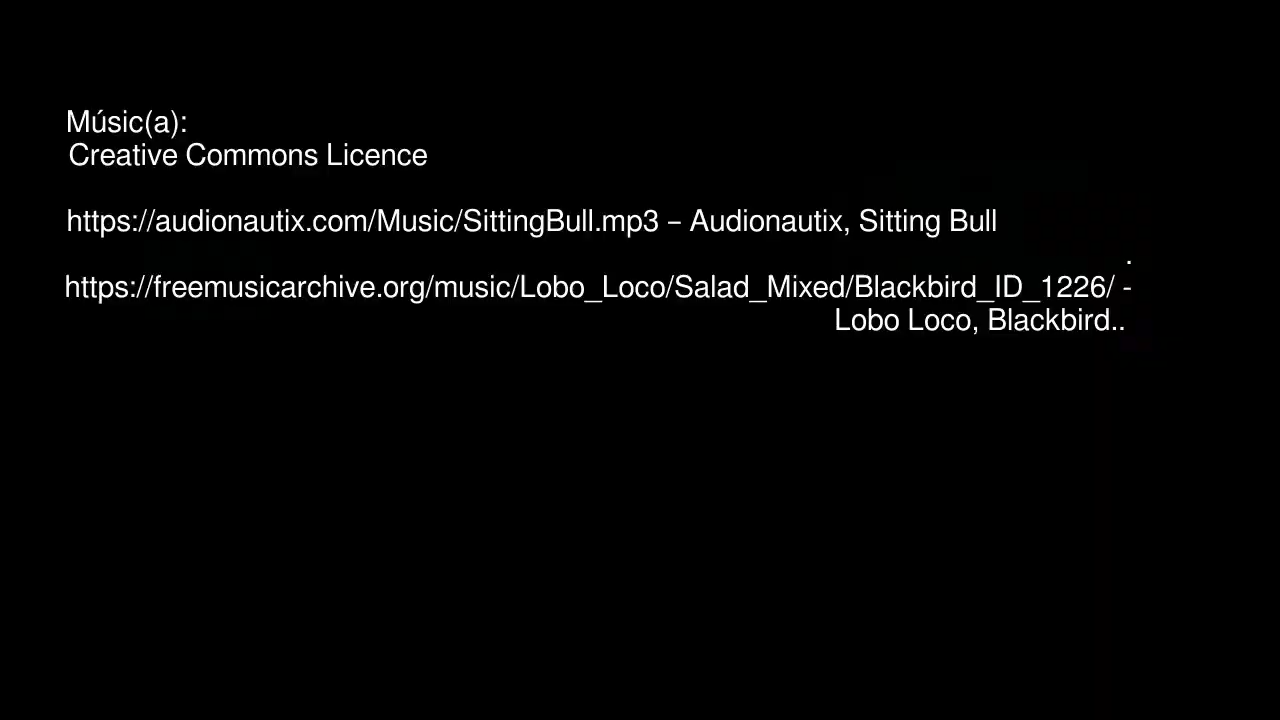 Músic(a):
Creative Commons Licence
https://audionautix.com/Music/SittingBull.mp3 – Audionautix, Sitting Bull
.
https://freemusicarchive.org/music/Lobo_Loco/Salad_Mixed/Blackbird_ID_1226/ -
Lobo Loco, Blackbird..